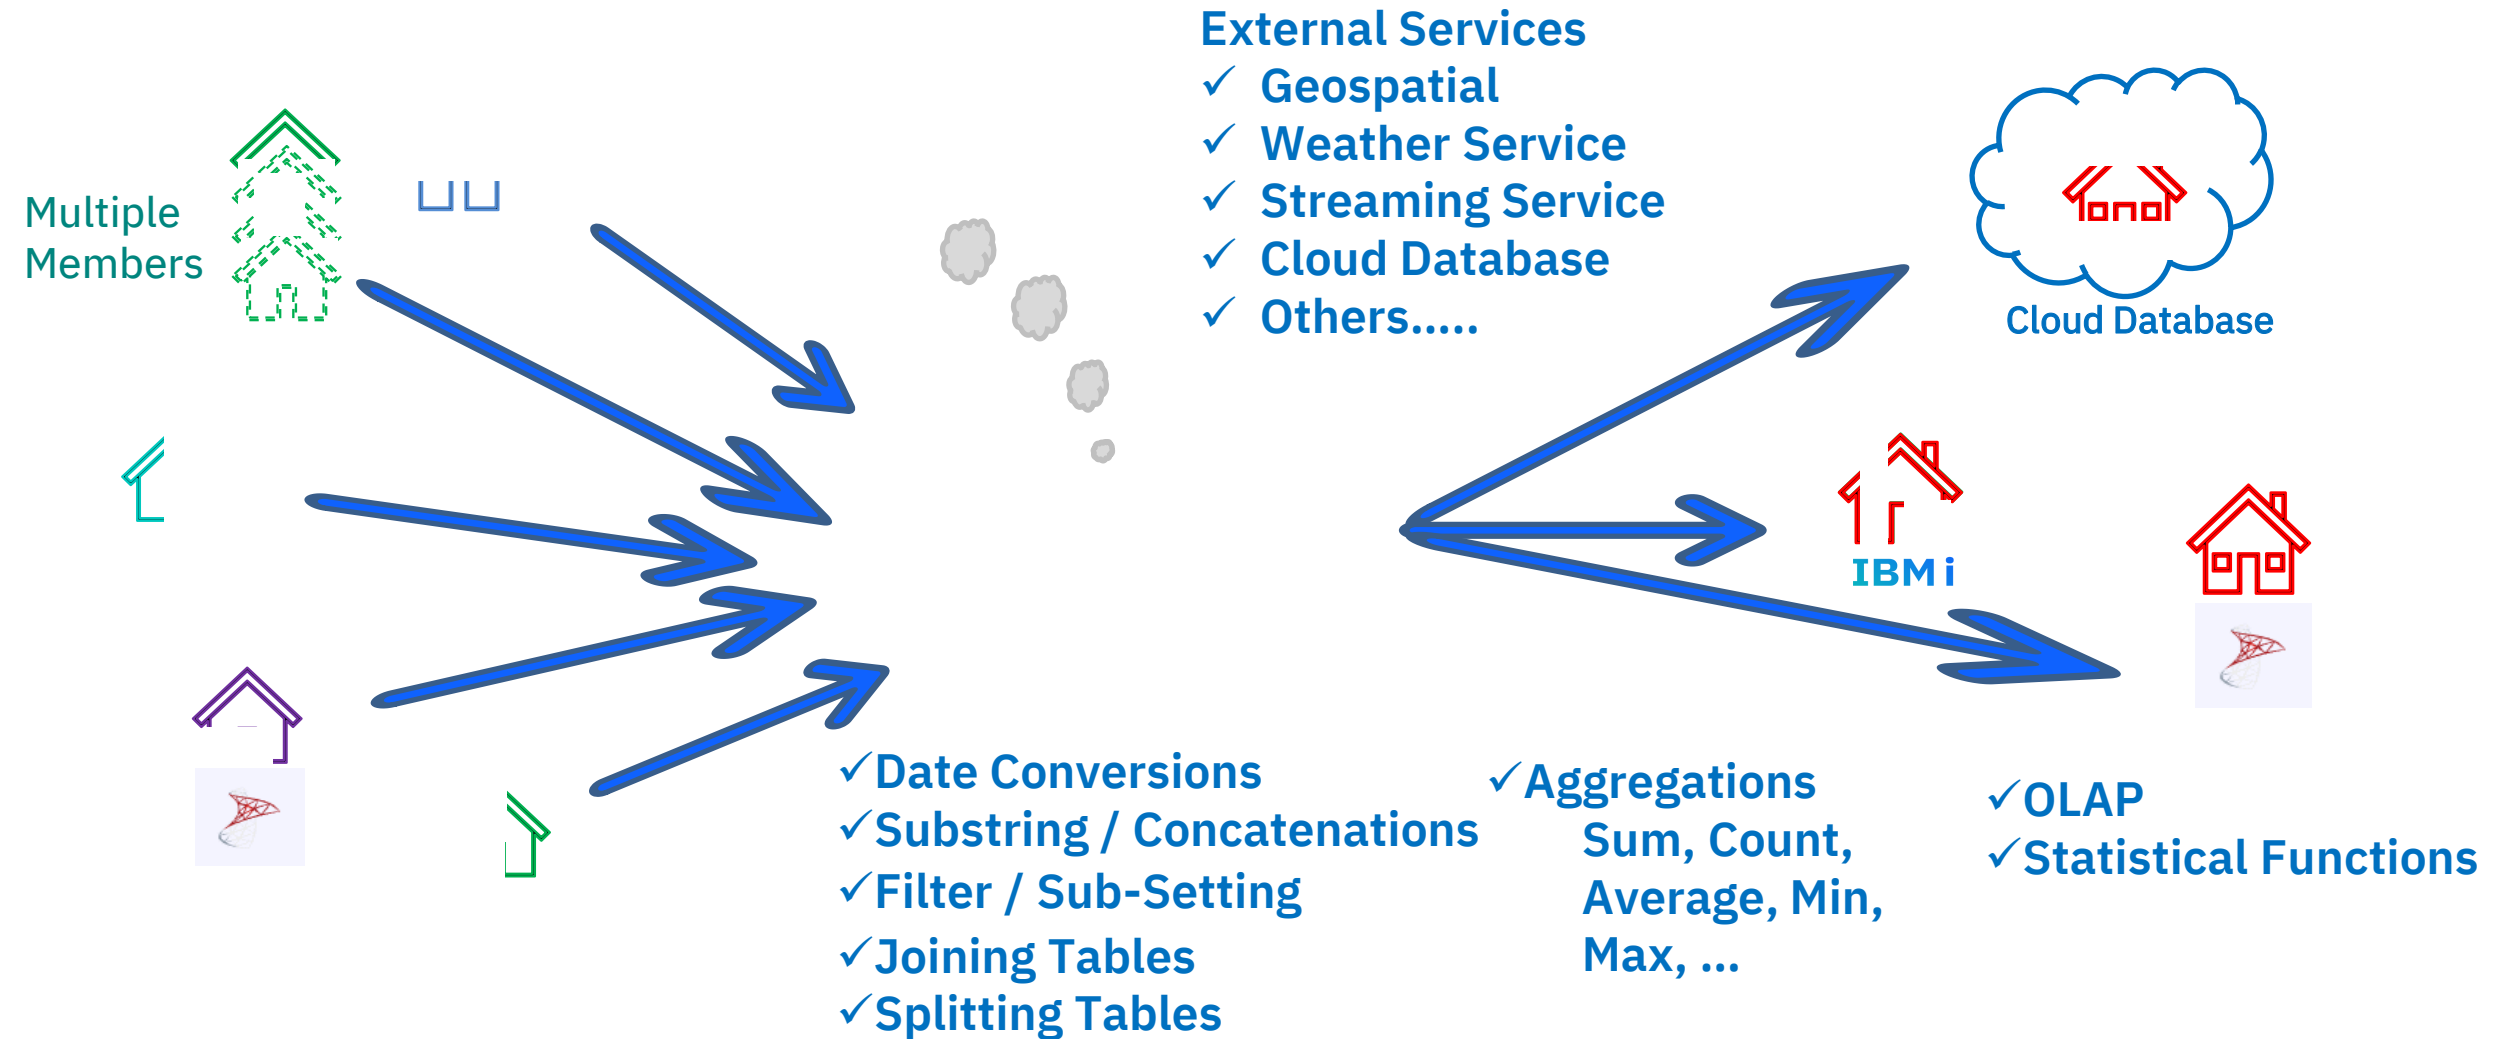 External Services
✓ Geospatial
✓ Weather Service
✓ Streaming Service
✓ Cloud Database
✓ Others.....
Multiple
Members
Cloud Database
IBM i
✓Date Conversions
✓Substring / Concatenations
✓Filter / Sub-Setting
✓Joining Tables
✓Splitting Tables
✓Aggregations
Sum, Count,
Average, Min,
Max, ...
✓OLAP
✓Statistical Functions